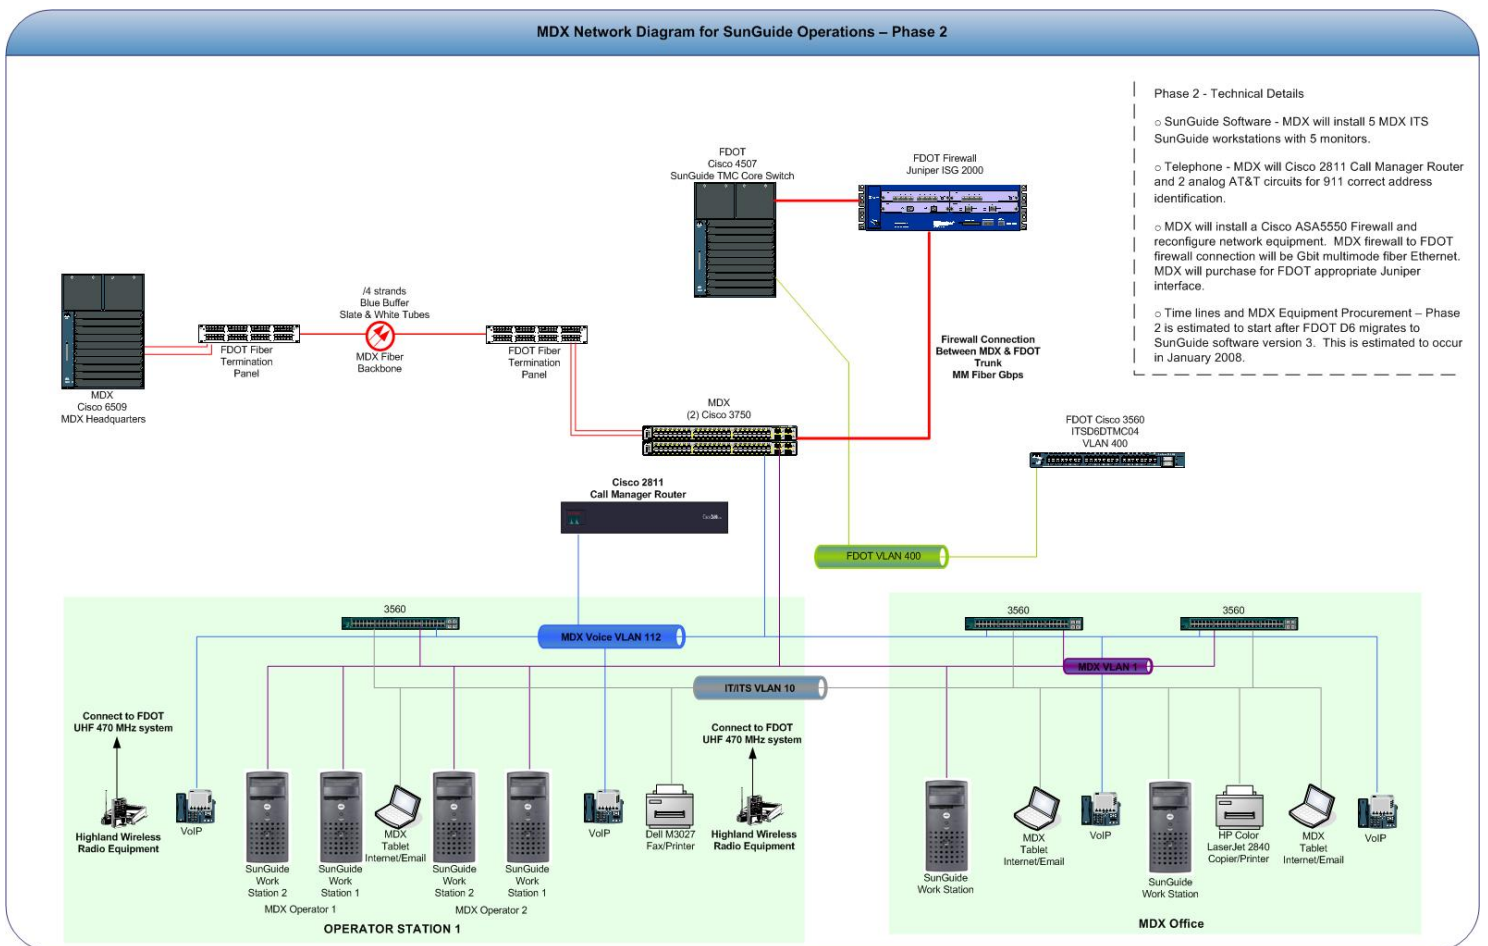 MDX Network Diagram for SunGuide Operations – Phase 2
Phase 2 - Technical Details
o SunGuide Software - MDX will install 5 MDX ITS
SunGuide workstations with 5 monitors.
o Telephone - MDX will Cisco 2811 Call Manager Router
and 2 analog AT&T circuits for 911 correct address
identification.
o MDX will install a Cisco ASA5550 Firewall and
reconfigure network equipment. MDX firewall to FDOT
firewall connection will be Gbit multimode fiber Ethernet.
MDX will purchase for FDOT appropriate Juniper
interface.
o Time lines and MDX Equipment Procurement – Phase
2 is estimated to start after FDOT D6 migrates to
SunGuide software version 3. This is estimated to occur
in January 2008.
FDOT
Cisco 4507
SunGuide TMC Core Switch
FDOT Firewall
Juniper ISG 2000
/4 strands
Blue Buffer
Slate & White Tubes
MDX Fiber
Backbone
FDOT Fiber
Termination
Panel
FDOT Fiber
Termination
Panel
MDX
Cisco 6509
MDX Headquarters
Firewall Connection
Between MDX & FDOT
Trunk
MM Fiber Gbps
MDX
(2) Cisco 3750
FDOT Cisco 3560
ITSD6DTMC04
VLAN 400
Cisco 2811
Call Manager Router
FDOT VLAN 400
3560
3560
3560
MDX Voice VLAN 112
MDX VLAN 1
IT/ITS VLAN 10
Connect to FDOT
UHF 470 MHz system
Connect to FDOT
UHF 470 MHz system
Highland Wireless
Radio Equipment
VoIP
SunGuide
Work
Station 2
SunGuide
Work
Station 1
MDX
Tablet
Internet/Email
SunGuide
Work
Station 2
SunGuide
Work
Station 1
VoIP
Dell M3027
Fax/Printer
Highland Wireless
Radio Equipment
MDX Operator 1
MDX Operator 2
OPERATOR STATION 1
SunGuide
Work Station
MDX
Tablet
Internet/Email
VoIP
SunGuide
Work Station
HP Color
LaserJet 2840
Copier/Printer
MDX
Tablet
Internet/Email
VoIP
MDX Office